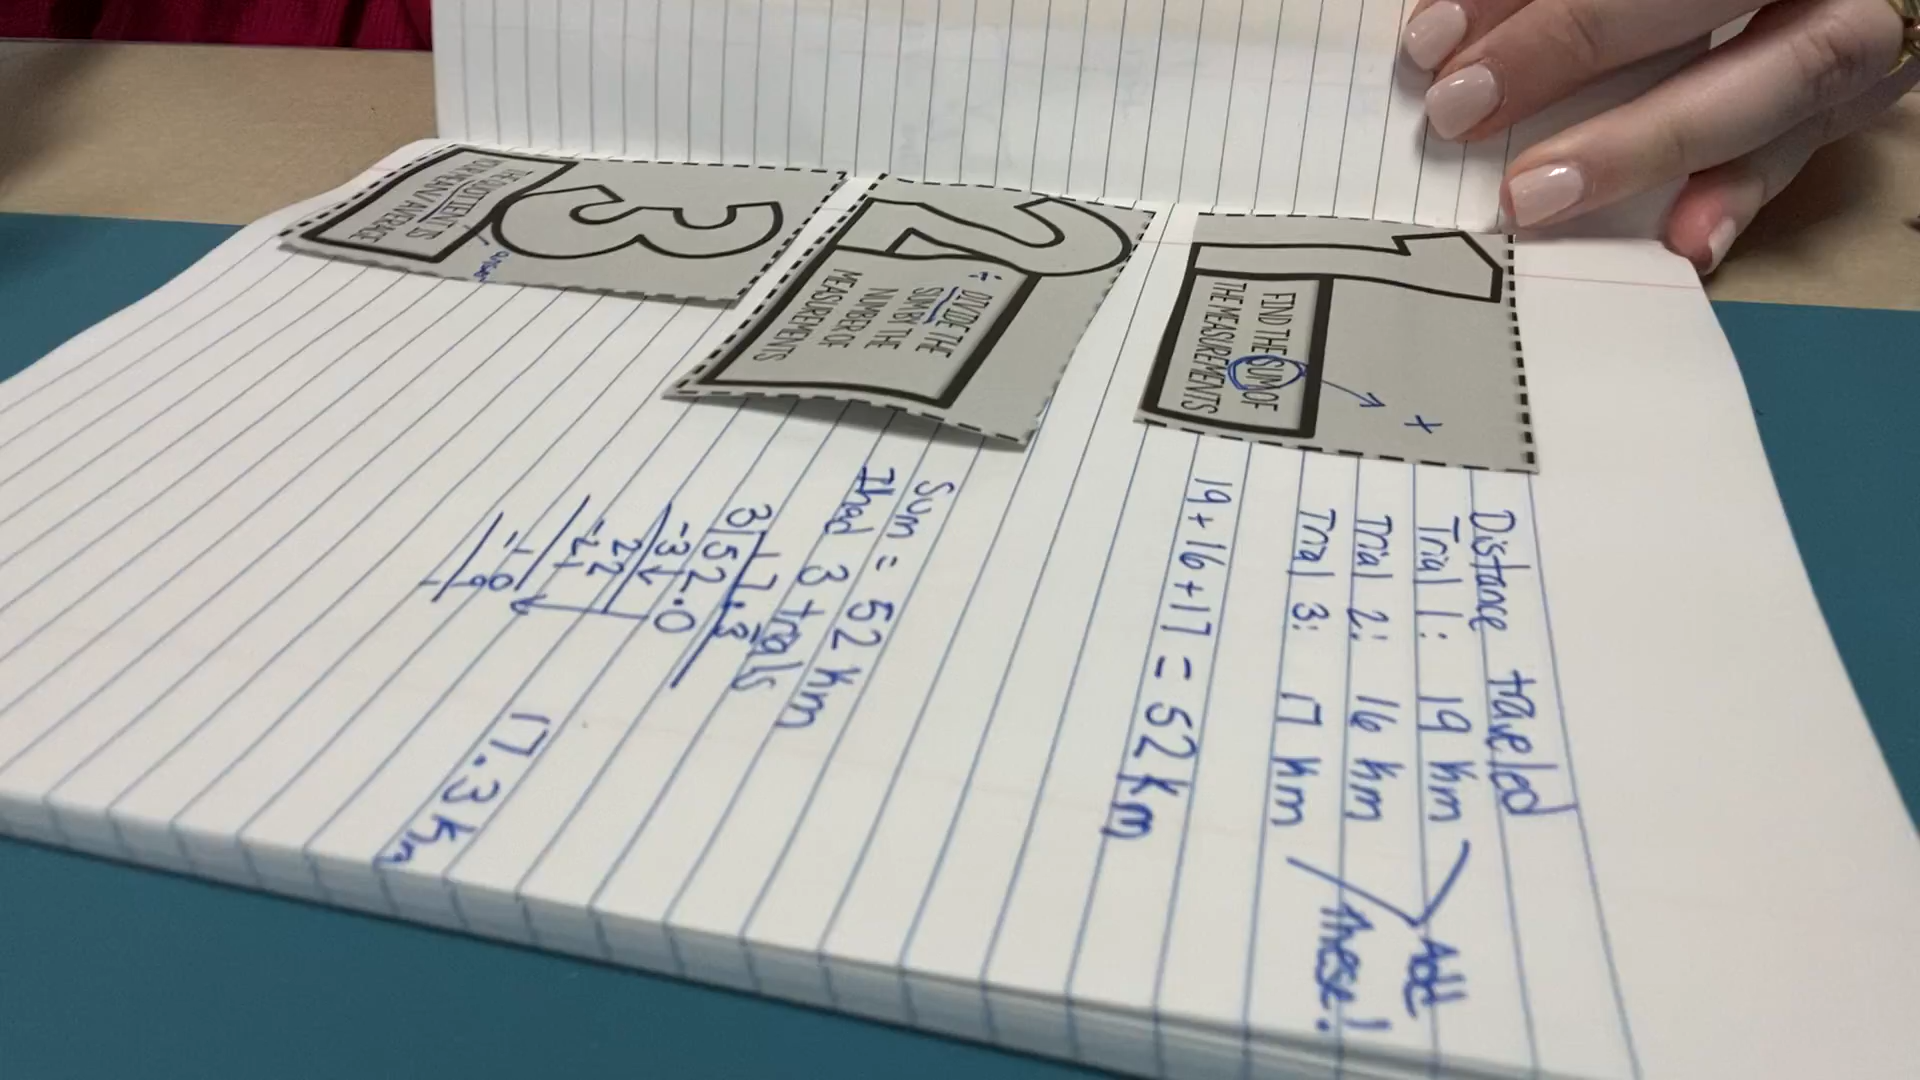 1
FIND THE SUM OF
THE MEASUREMENTS
+
Distance traveled
Trial 1: 19 km
Trial 2: 16 km
Trial 3: 17 km
Add
these!
19+16+17 = 52 km
2
÷ DIVIDE THE
SUM BY THE
NUMBER OF
MEASUREMENTS
Sum = 52 km
I had 3 trials
17.3
3 52.0
-3
22
-21
10
-9
1
3
THE QUOTIENT IS
YOUR MEAN/AVERAGE
answer
17.3 km